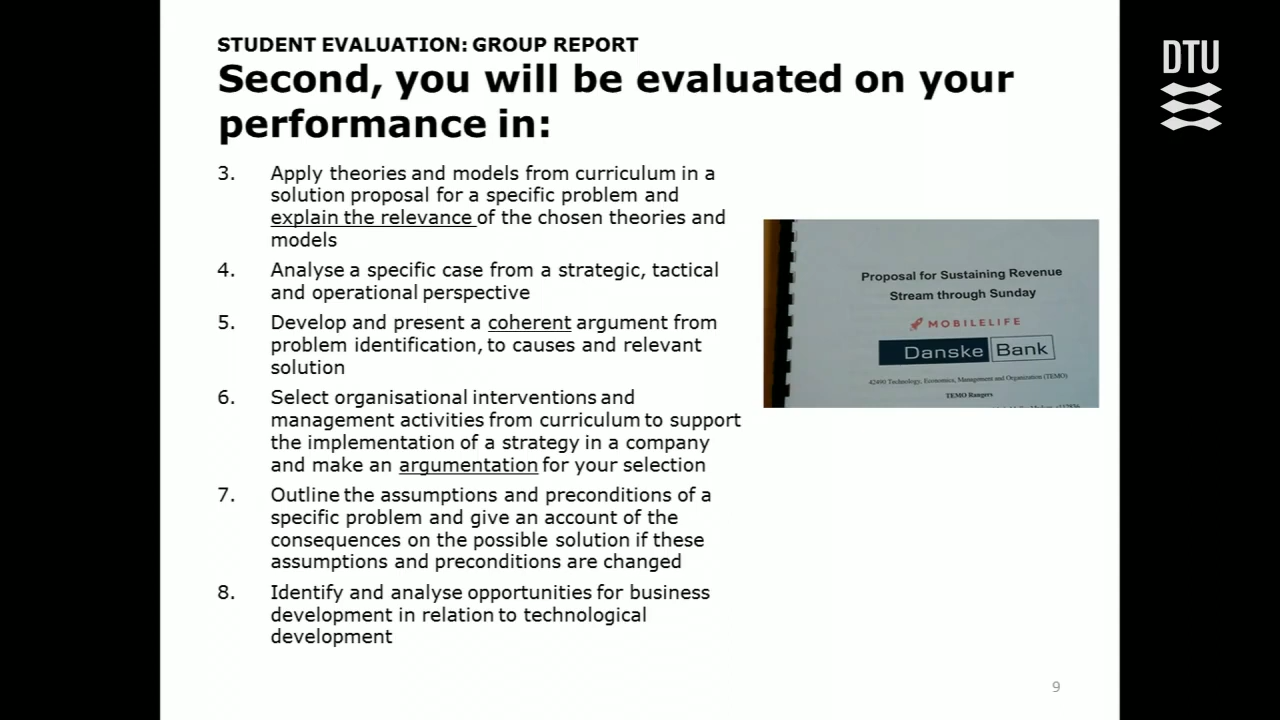 STUDENT EVALUATION: GROUP REPORT
Second, you will be evaluated on your
performance in:
3. Apply theories and models from curriculum in a
solution proposal for a specific problem and
explain the relevance of the chosen theories and
models
4. Analyse a specific case from a strategic, tactical
and operational perspective
5. Develop and present a coherent argument from
problem identification, to causes and relevant
solution
6. Select organisational interventions and
management activities from curriculum to support
the implementation of a strategy in a company
and make an argumentation for your selection
7. Outline the assumptions and preconditions of a
specific problem and give an account of the
consequences on the possible solution if these
assumptions and preconditions are changed
8. Identify and analyse opportunities for business
development in relation to technological
development
Proposal for Sustaining Revenue
Stream through Sunday
MOBILELIFE
Danske Bank
42490 Technology, Economics, Management and Organization (TEMO)
TEMO Rangers
9
DTU